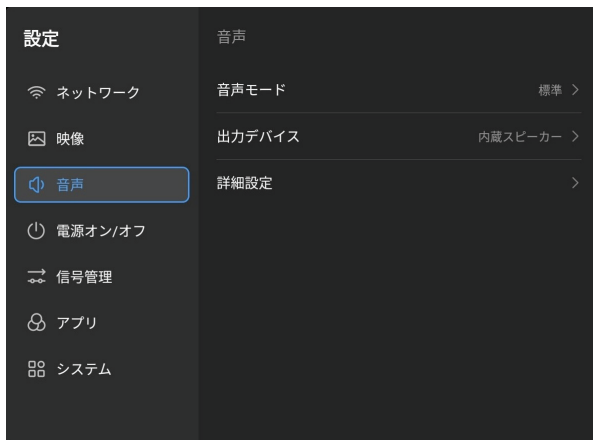 設定
ネットワーク
映像
音声
電源オン/オフ
信号管理
アプリ
システム
音声
音声モード 標準
出力デバイス 内蔵スピーカー
詳細設定